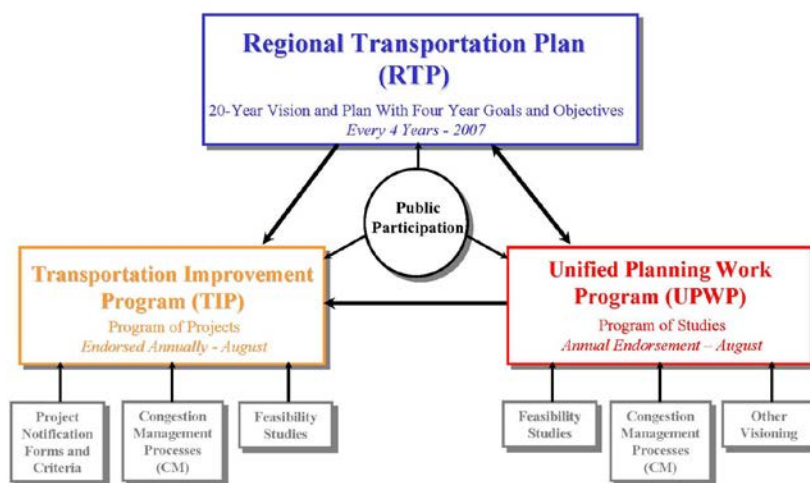 Regional Transportation Plan
(RTP)
20-Year Vision and Plan With Four Year Goals and Objectives
Every 4 Years - 2007
Public
Participation
Transportation Improvement
Program (TIP)
Program of Projects
Endorsed Annually - August
Unified Planning Work
Program (UPWP)
Program of Studies
Annual Endorsement – August
Project
Notification
Forms and
Criteria
Congestion
Management
Processes
(CM)
Feasibility
Studies
Feasibility
Studies
Congestion
Management
Processes
(CM)
Other
Visioning